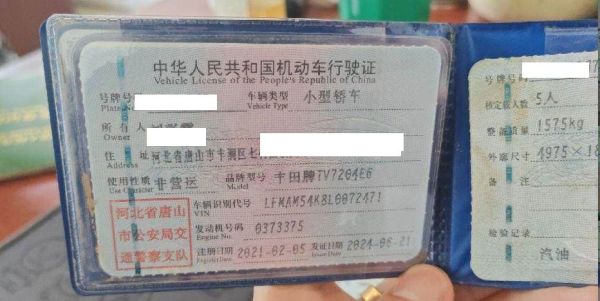 中华人民共和国机动车行驶证
Vehicle License of the People's Republic of China
号牌号 车辆类型 小型轿车
Vehicle Type
所有人
Owner
住 址 河北省唐山市丰润区七
Address
使用性质 非营运 品牌型号 丰田牌TV7204E6
Use Character Model
河北省唐山
市公安局交
通警察支队
车辆识别代号 LFMAM54K8L0072471
VIN
发动机号码 0373375
Engine No.
注册日期 2021-02-05 发证日期 2024-06-21
Register Date Issue Date
号牌号
核定载人数 5人
整备质量 1575kg
外廓尺寸 4975×18
备 注
检验记录
汽油